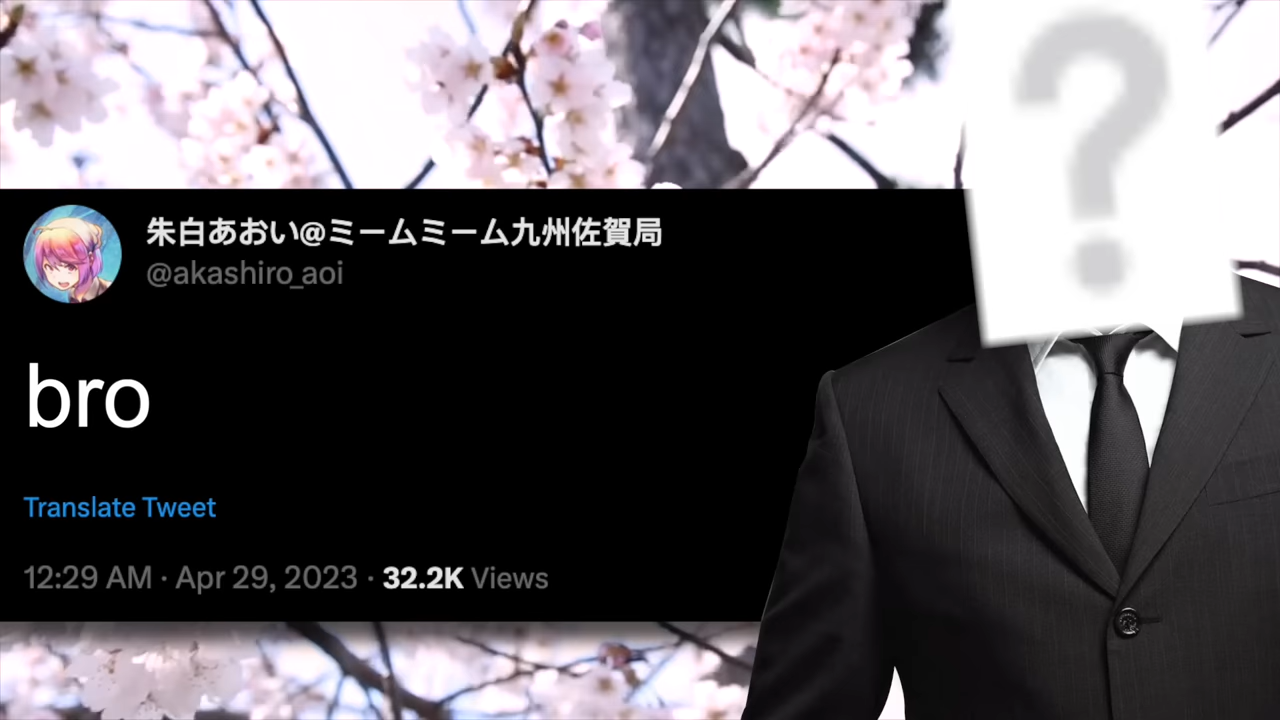 ?
朱白あおい@ミームミーム九州佐賀局
@akashiro_aoi
bro
Translate Tweet
12:29 AM · Apr 29, 2023 · 32.2K Views